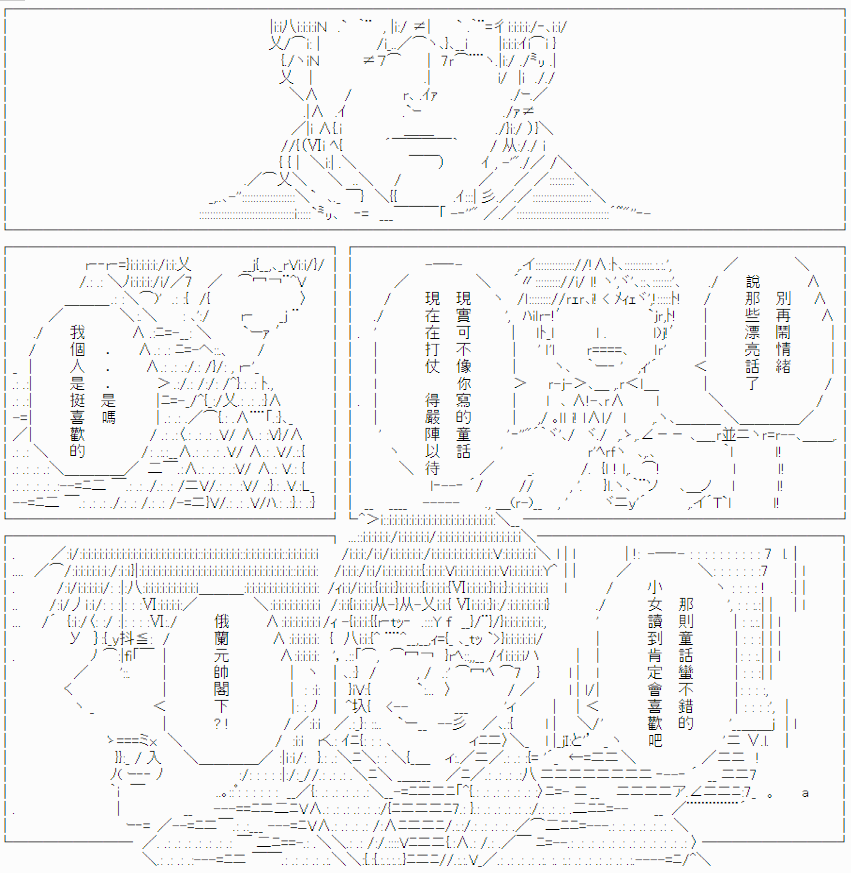 別再鬧情緒
說那些漂亮話了
現實不像你寫的童話
現在可打仗 得嚴陣以待
...是嗎
我個人是挺喜歡的
那則童話蠻不錯的
小女讀到肯定會喜歡吧
俄蘭元帥閣下?!